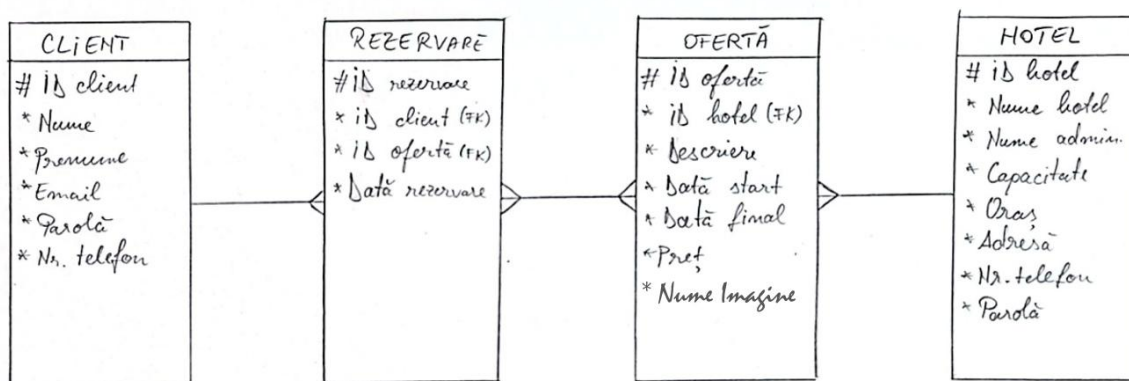 CLIENT
# ID client
* Nume
* Prenume
* Email
* Parolă
* Nr. telefon
REZERVARE
# ID rezervare
* ID client (FK)
* ID ofertă (FK)
* Dată rezervare
OFERTĂ
# ID ofertă
* ID hotel (FK)
* Descriere
* Dată start
* Dată final
* Preț
* Nume Imagine
HOTEL
# ID hotel
* Nume hotel
* Nume admin.
* Capacitate
* Oraș
* Adresă
* Nr. telefon
* Parolă